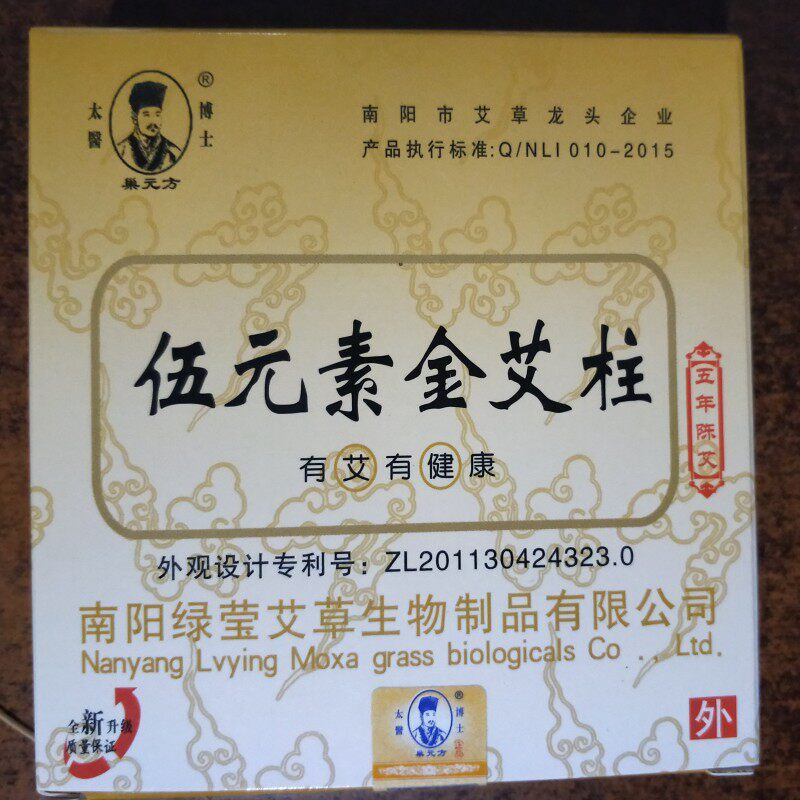 太醫
博士
®
巢元方
南阳市艾草龙头企业
产品执行标准:Q/NLI 010-2015
伍元素金艾柱
有艾有健康
五年陈艾
外观设计专利号：ZL201130424323.0
南阳绿莹艾草生物制品有限公司
Nanyang Lvying Moxa grass biologicals Co ., Ltd.
全新升级
质量保证
太醫
博士
®
巢元方
外